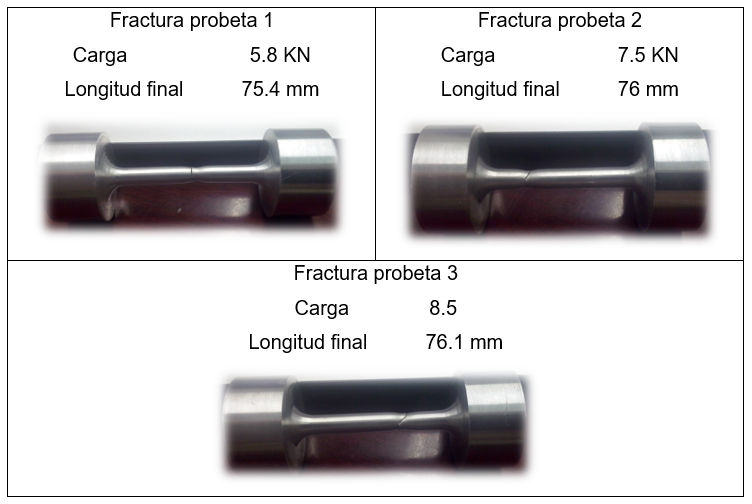 Fractura probeta 1
Carga 5.8 KN
Longitud final 75.4 mm
Fractura probeta 2
Carga 7.5 KN
Longitud final 76 mm
Fractura probeta 3
Carga 8.5
Longitud final 76.1 mm